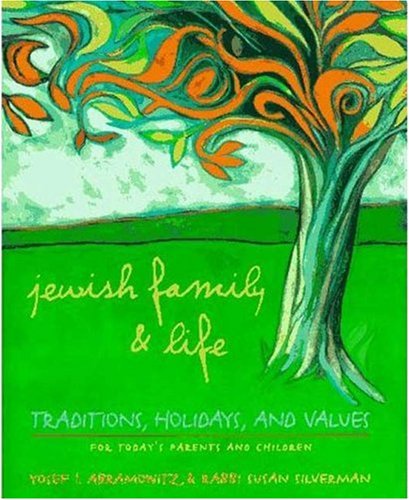 jewish family
& life
TRADITIONS, HOLIDAYS, AND VALUES
FOR TODAY'S PARENTS AND CHILDREN
YOSEF I. ABRAMOWITZ, & RABBI SUSAN SILVERMAN